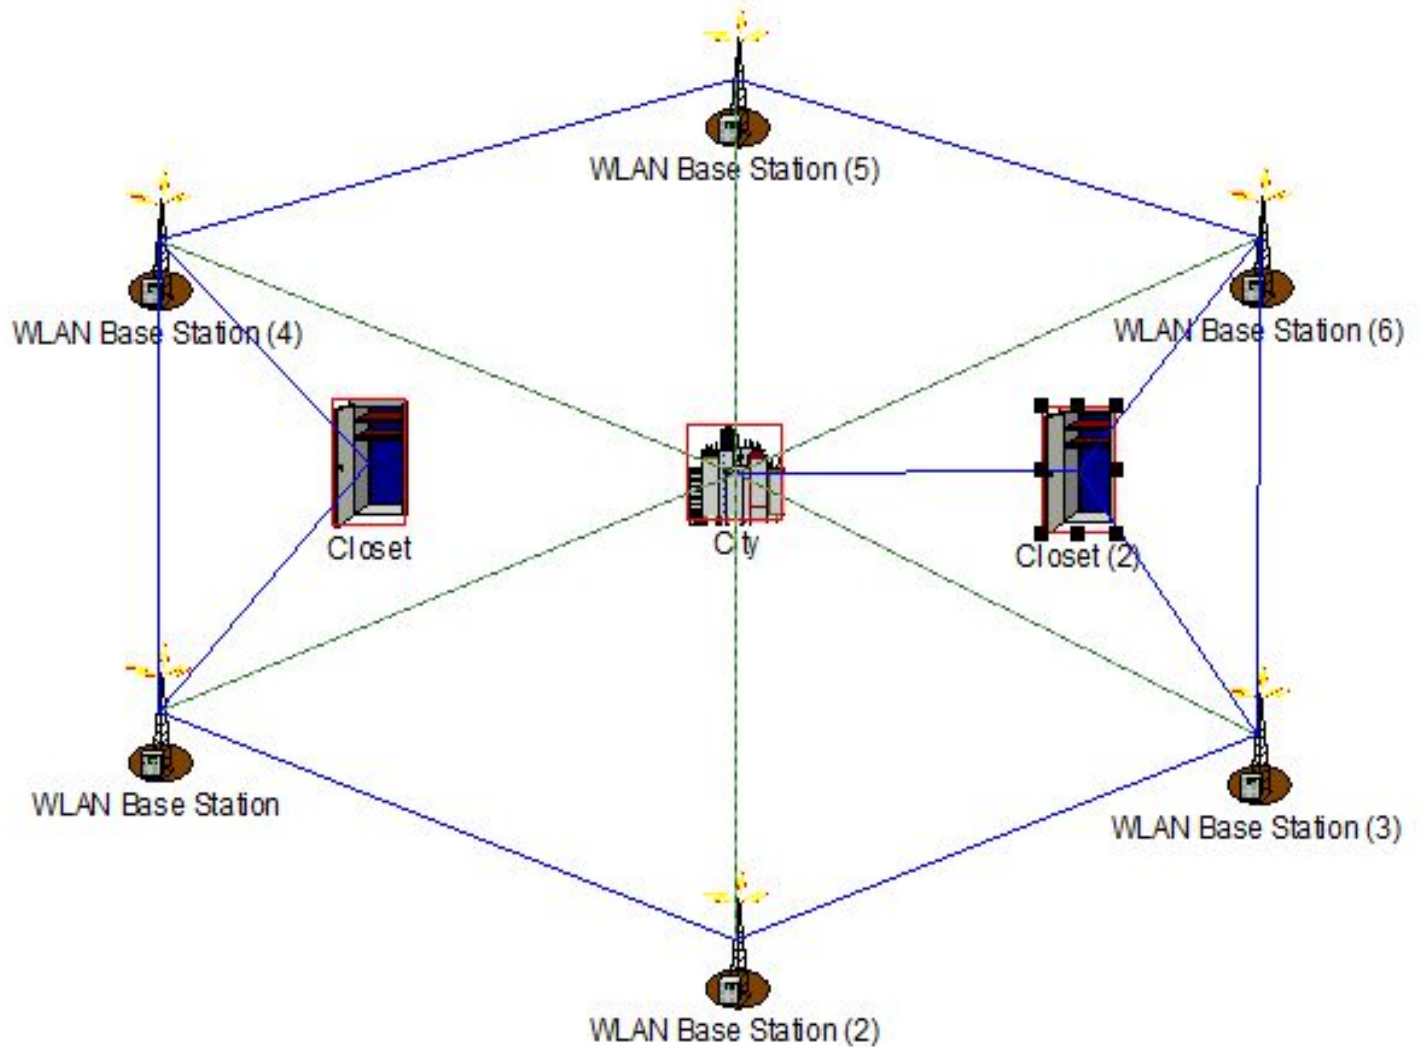 WLAN Base Station (5)
WLAN Base Station (4)
WLAN Base Station (6)
Closet
City
Closet (2)
WLAN Base Station
WLAN Base Station (3)
WLAN Base Station (2)